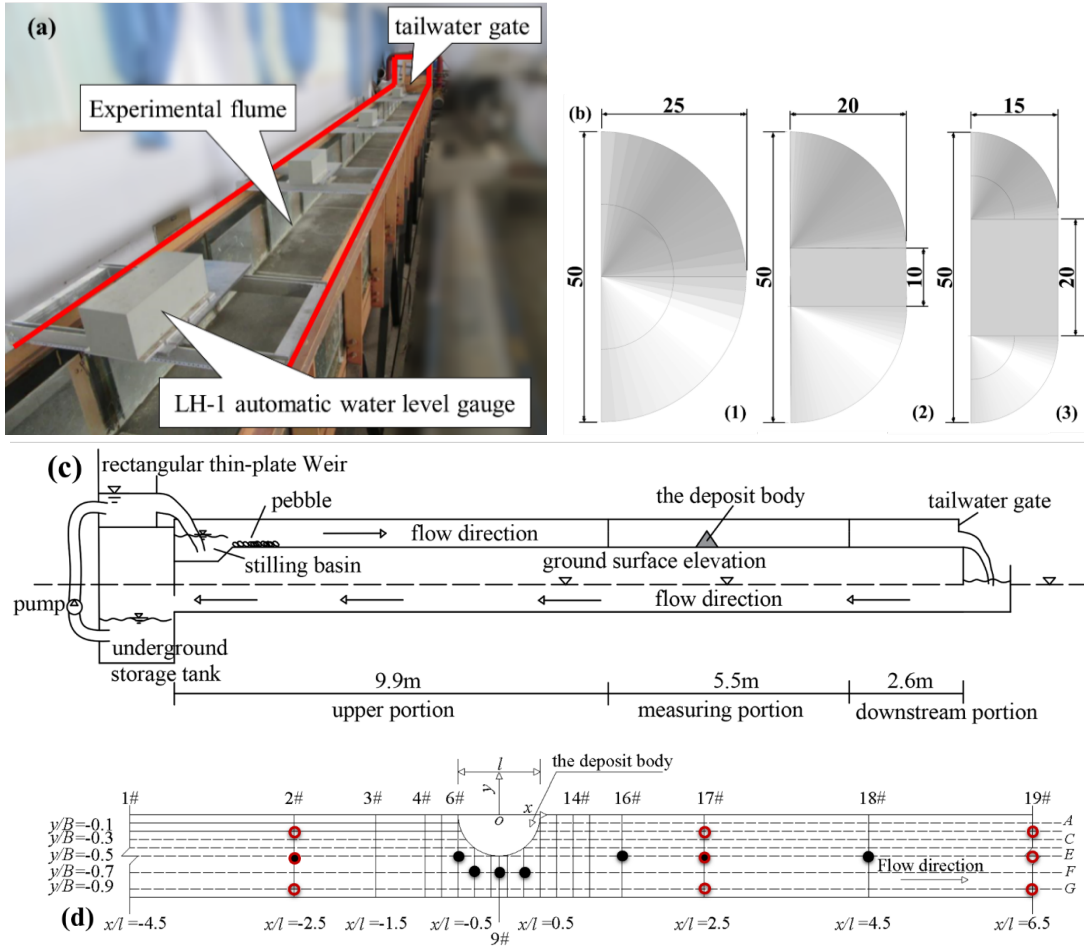 (a)
tailwater gate
Experimental flume
LH-1 automatic water level gauge
(b)
25
50
(1)
20
50
10
(2)
15
50
20
(3)
(c)
rectangular thin-plate Weir
pebble
flow direction
the deposit body
tailwater gate
stilling basin
ground surface elevation
pump
flow direction
underground
storage tank
9.9m
5.5m
2.6m
upper portion
measuring portion
downstream portion
l
the deposit body
1#
2#
3#
4#
6#
y
x
o
14#
16#
17#
18#
19#
y/B=-0.1
y/B=-0.3
y/B=-0.5
y/B=-0.7
y/B=-0.9
A
C
E
F
G
Flow direction
(d)
x/l=-4.5
x/l=-2.5
x/l=-1.5
x/l=-0.5
x/l=0.5
x/l=2.5
x/l=4.5
x/l=6.5
9#